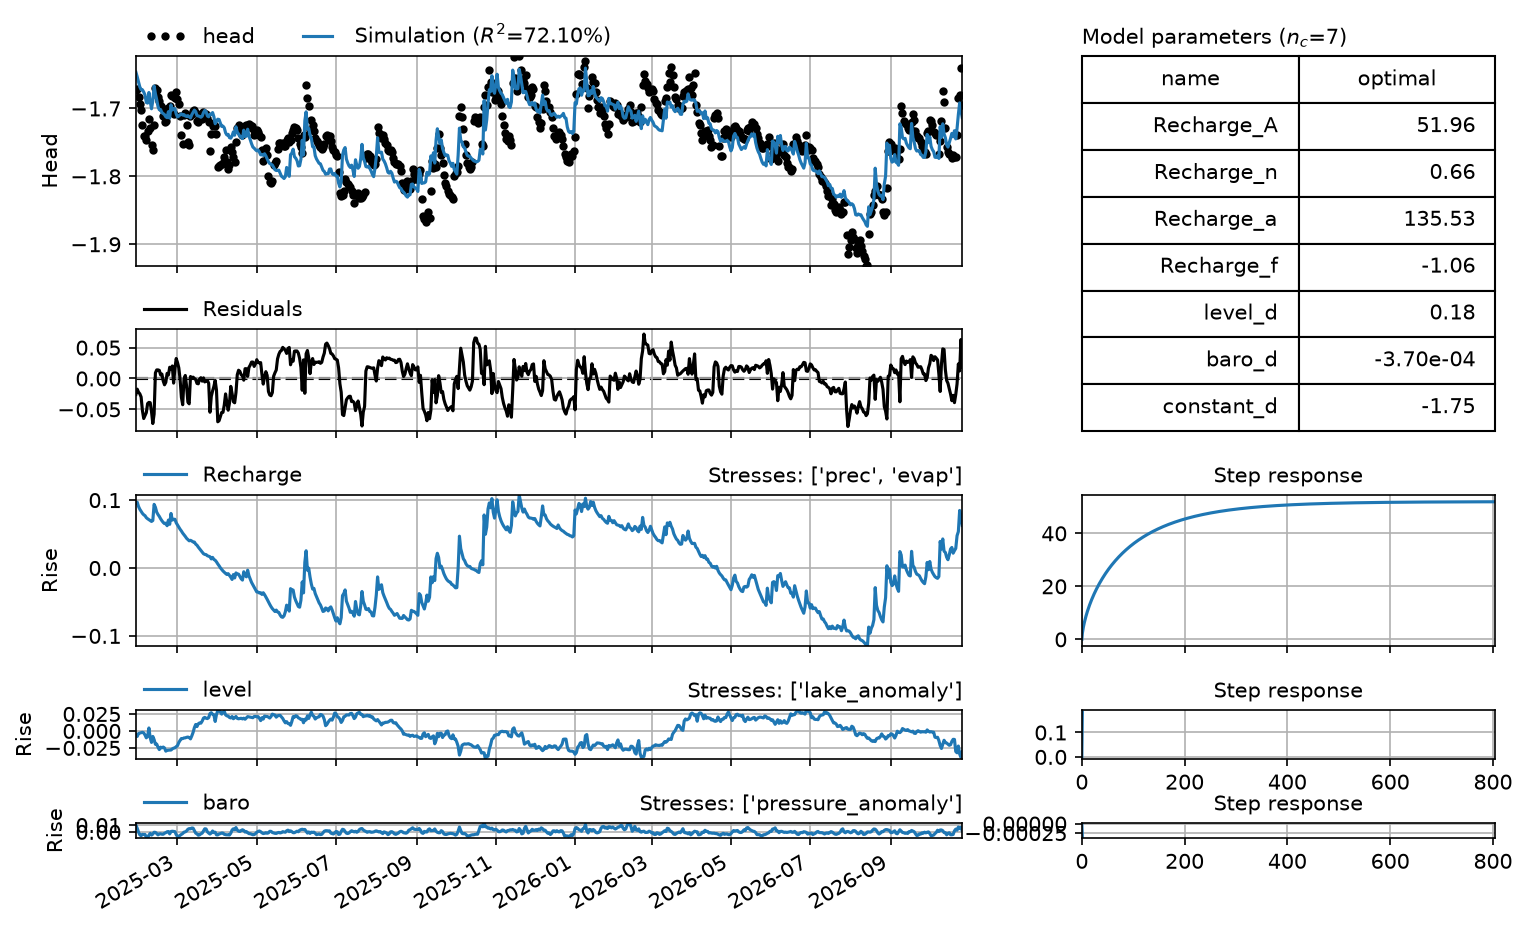 head Simulation (R²=72.10%)
Model parameters (n_c=7)
name optimal
Recharge_A 51.96
Recharge_n 0.66
Recharge_a 135.53
Recharge_f -1.06
level_d 0.18
baro_d -3.70e-04
constant_d -1.75
Head
−1.7
−1.8
−1.9
Residuals
0.05
0.00
−0.05
Recharge Stresses: ['prec', 'evap']
Rise
0.1
0.0
−0.1
Step response
40
20
0
level Stresses: ['lake_anomaly']
Rise
0.025
0.000
−0.025
Step response
0.1
0.0
0 200 400 600 800
baro Stresses: ['pressure_anomaly']
Rise
0.01
0.00
2025-03 2025-05 2025-07 2025-09 2025-11 2026-01 2026-03 2026-05 2026-07 2026-09
Step response
0.00000
−0.00025
0 200 400 600 800